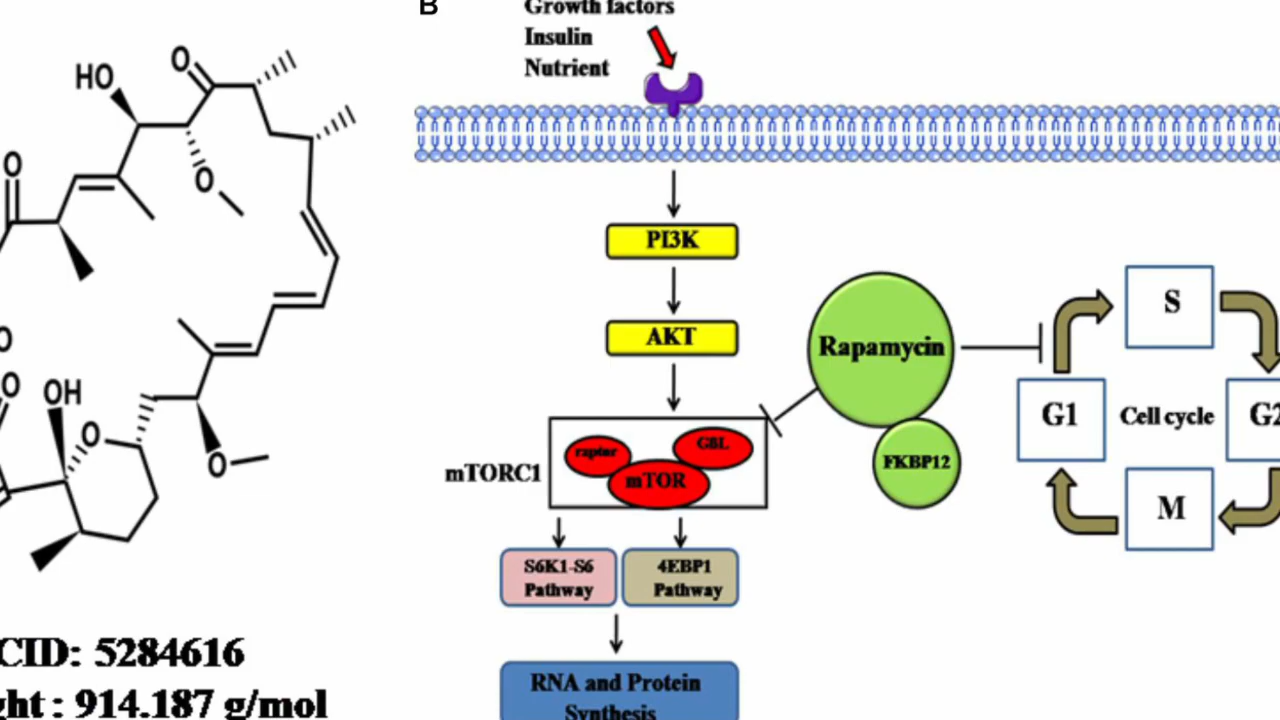 HO
O
O
O
O
O
OH
O
O
CID: 5284616
ght : 914.187 g/mol
B
Growth factors
Insulin
Nutrient
PI3K
AKT
mTORC1
raptor
GBL
mTOR
S6K1-S6
Pathway
4EBP1
Pathway
RNA and Protein
Synthesis
Rapamycin
FKBP12
S
G1
Cell cycle
G2
M